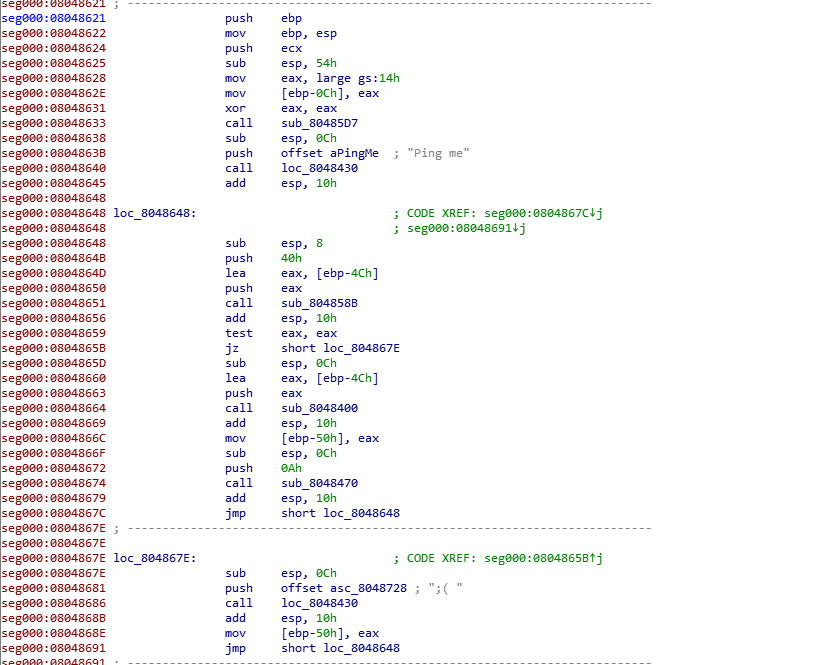 seg000:08048621 ; ---------------------------------------------------------------------------
seg000:08048621 push ebp
seg000:08048622 mov ebp, esp
seg000:08048624 push ecx
seg000:08048625 sub esp, 54h
seg000:08048628 mov eax, large gs:14h
seg000:0804862E mov [ebp-0Ch], eax
seg000:08048631 xor eax, eax
seg000:08048633 call sub_80485D7
seg000:08048638 sub esp, 0Ch
seg000:0804863B push offset aPingMe ; "Ping me"
seg000:08048640 call loc_8048430
seg000:08048645 add esp, 10h
seg000:08048648
seg000:08048648 loc_8048648: ; CODE XREF: seg000:0804867C↓j
seg000:08048648 ; seg000:08048691↓j
seg000:08048648 sub esp, 8
seg000:0804864B push 40h
seg000:0804864D lea eax, [ebp-4Ch]
seg000:08048650 push eax
seg000:08048651 call sub_804858B
seg000:08048656 add esp, 10h
seg000:08048659 test eax, eax
seg000:0804865B jz short loc_804867E
seg000:0804865D sub esp, 0Ch
seg000:08048660 lea eax, [ebp-4Ch]
seg000:08048663 push eax
seg000:08048664 call sub_8048400
seg000:08048669 add esp, 10h
seg000:0804866C mov [ebp-50h], eax
seg000:0804866F sub esp, 0Ch
seg000:08048672 push 0Ah
seg000:08048674 call sub_8048470
seg000:08048679 add esp, 10h
seg000:0804867C jmp short loc_8048648
seg000:0804867E ; ---------------------------------------------------------------------------
seg000:0804867E
seg000:0804867E loc_804867E: ; CODE XREF: seg000:0804865B↑j
seg000:0804867E sub esp, 0Ch
seg000:08048681 push offset asc_8048728 ; ";( "
seg000:08048686 call loc_8048430
seg000:0804868B add esp, 10h
seg000:0804868E mov [ebp-50h], eax
seg000:08048691 jmp short loc_8048648
seg000:08048691 ; ---------------------------------------------------------------------------